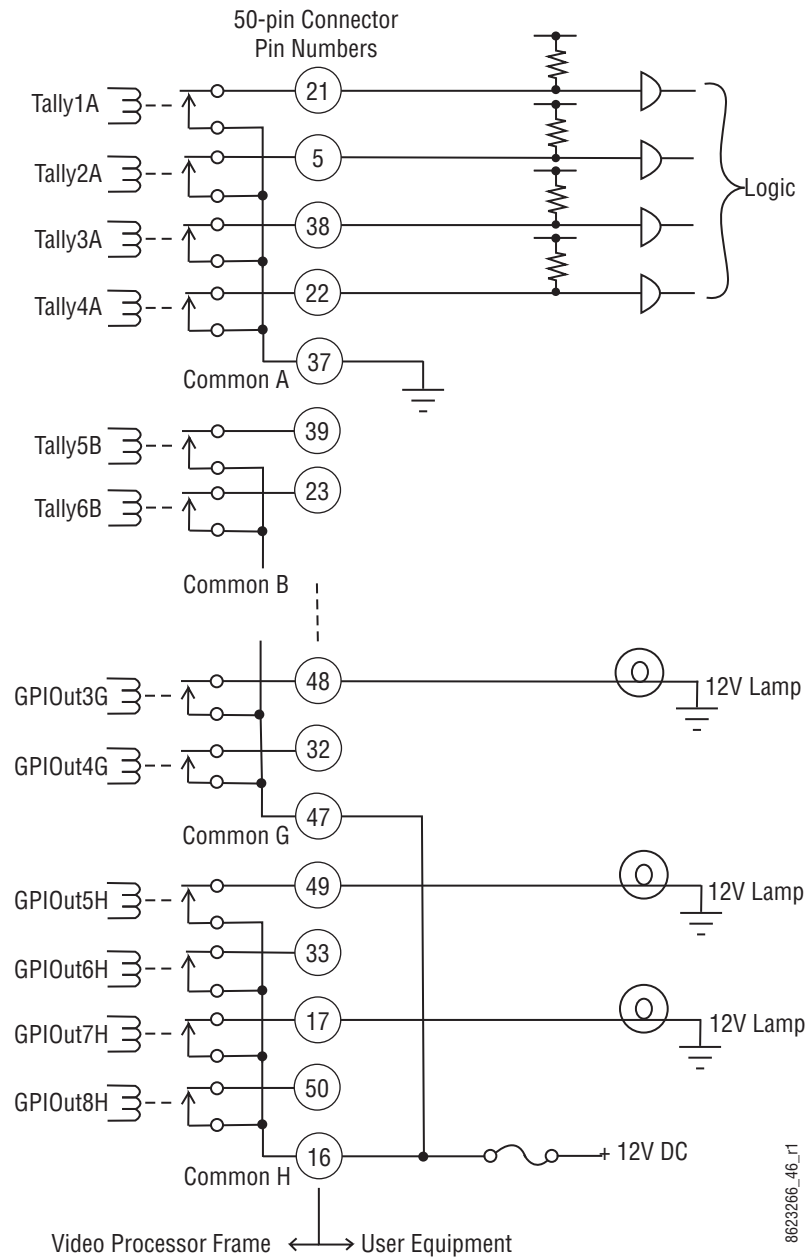 50-pin Connector
Pin Numbers
Tally1A
21
Tally2A
5
Logic
Tally3A
38
Tally4A
22
Common A
37
Tally5B
39
Tally6B
23
Common B
GPIOut3G
48
12V Lamp
GPIOut4G
32
Common G
47
GPIOut5H
49
12V Lamp
GPIOut6H
33
GPIOut7H
17
12V Lamp
GPIOut8H
50
Common H
16
+ 12V DC
Video Processor Frame
User Equipment
8623266_46_r1